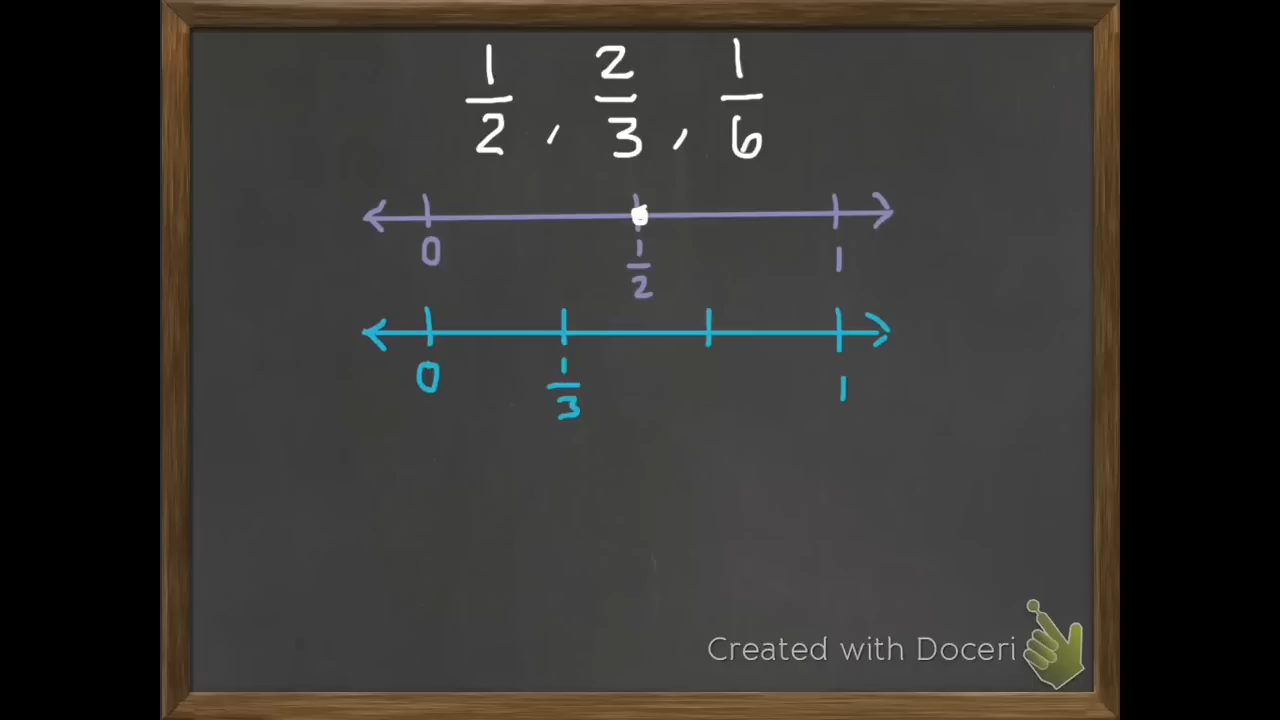 1/2, 2/3, 1/6
0 1/2 1
0 1/3 1
Created with Doceri